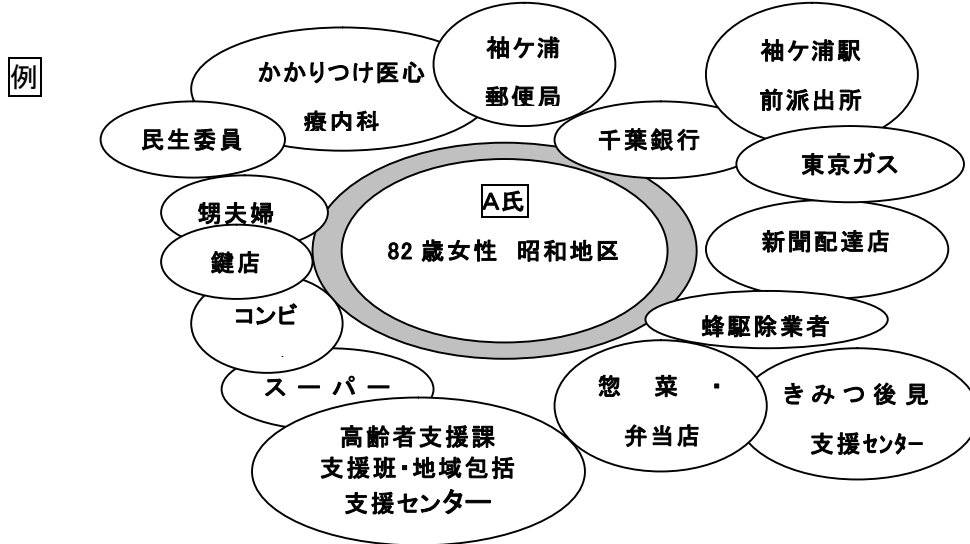 例
かかりつけ医心
療内科
袖ケ浦
郵便局
袖ケ浦駅
前派出所
民生委員
千葉銀行
東京ガス
甥夫婦
A氏
82歳女性 昭和地区
新聞配達店
鍵店
コンビ
蜂駆除業者
スーパー
惣菜・
弁当店
きみつ後見
支援センター
高齢者支援課
支援班・地域包括
支援センター